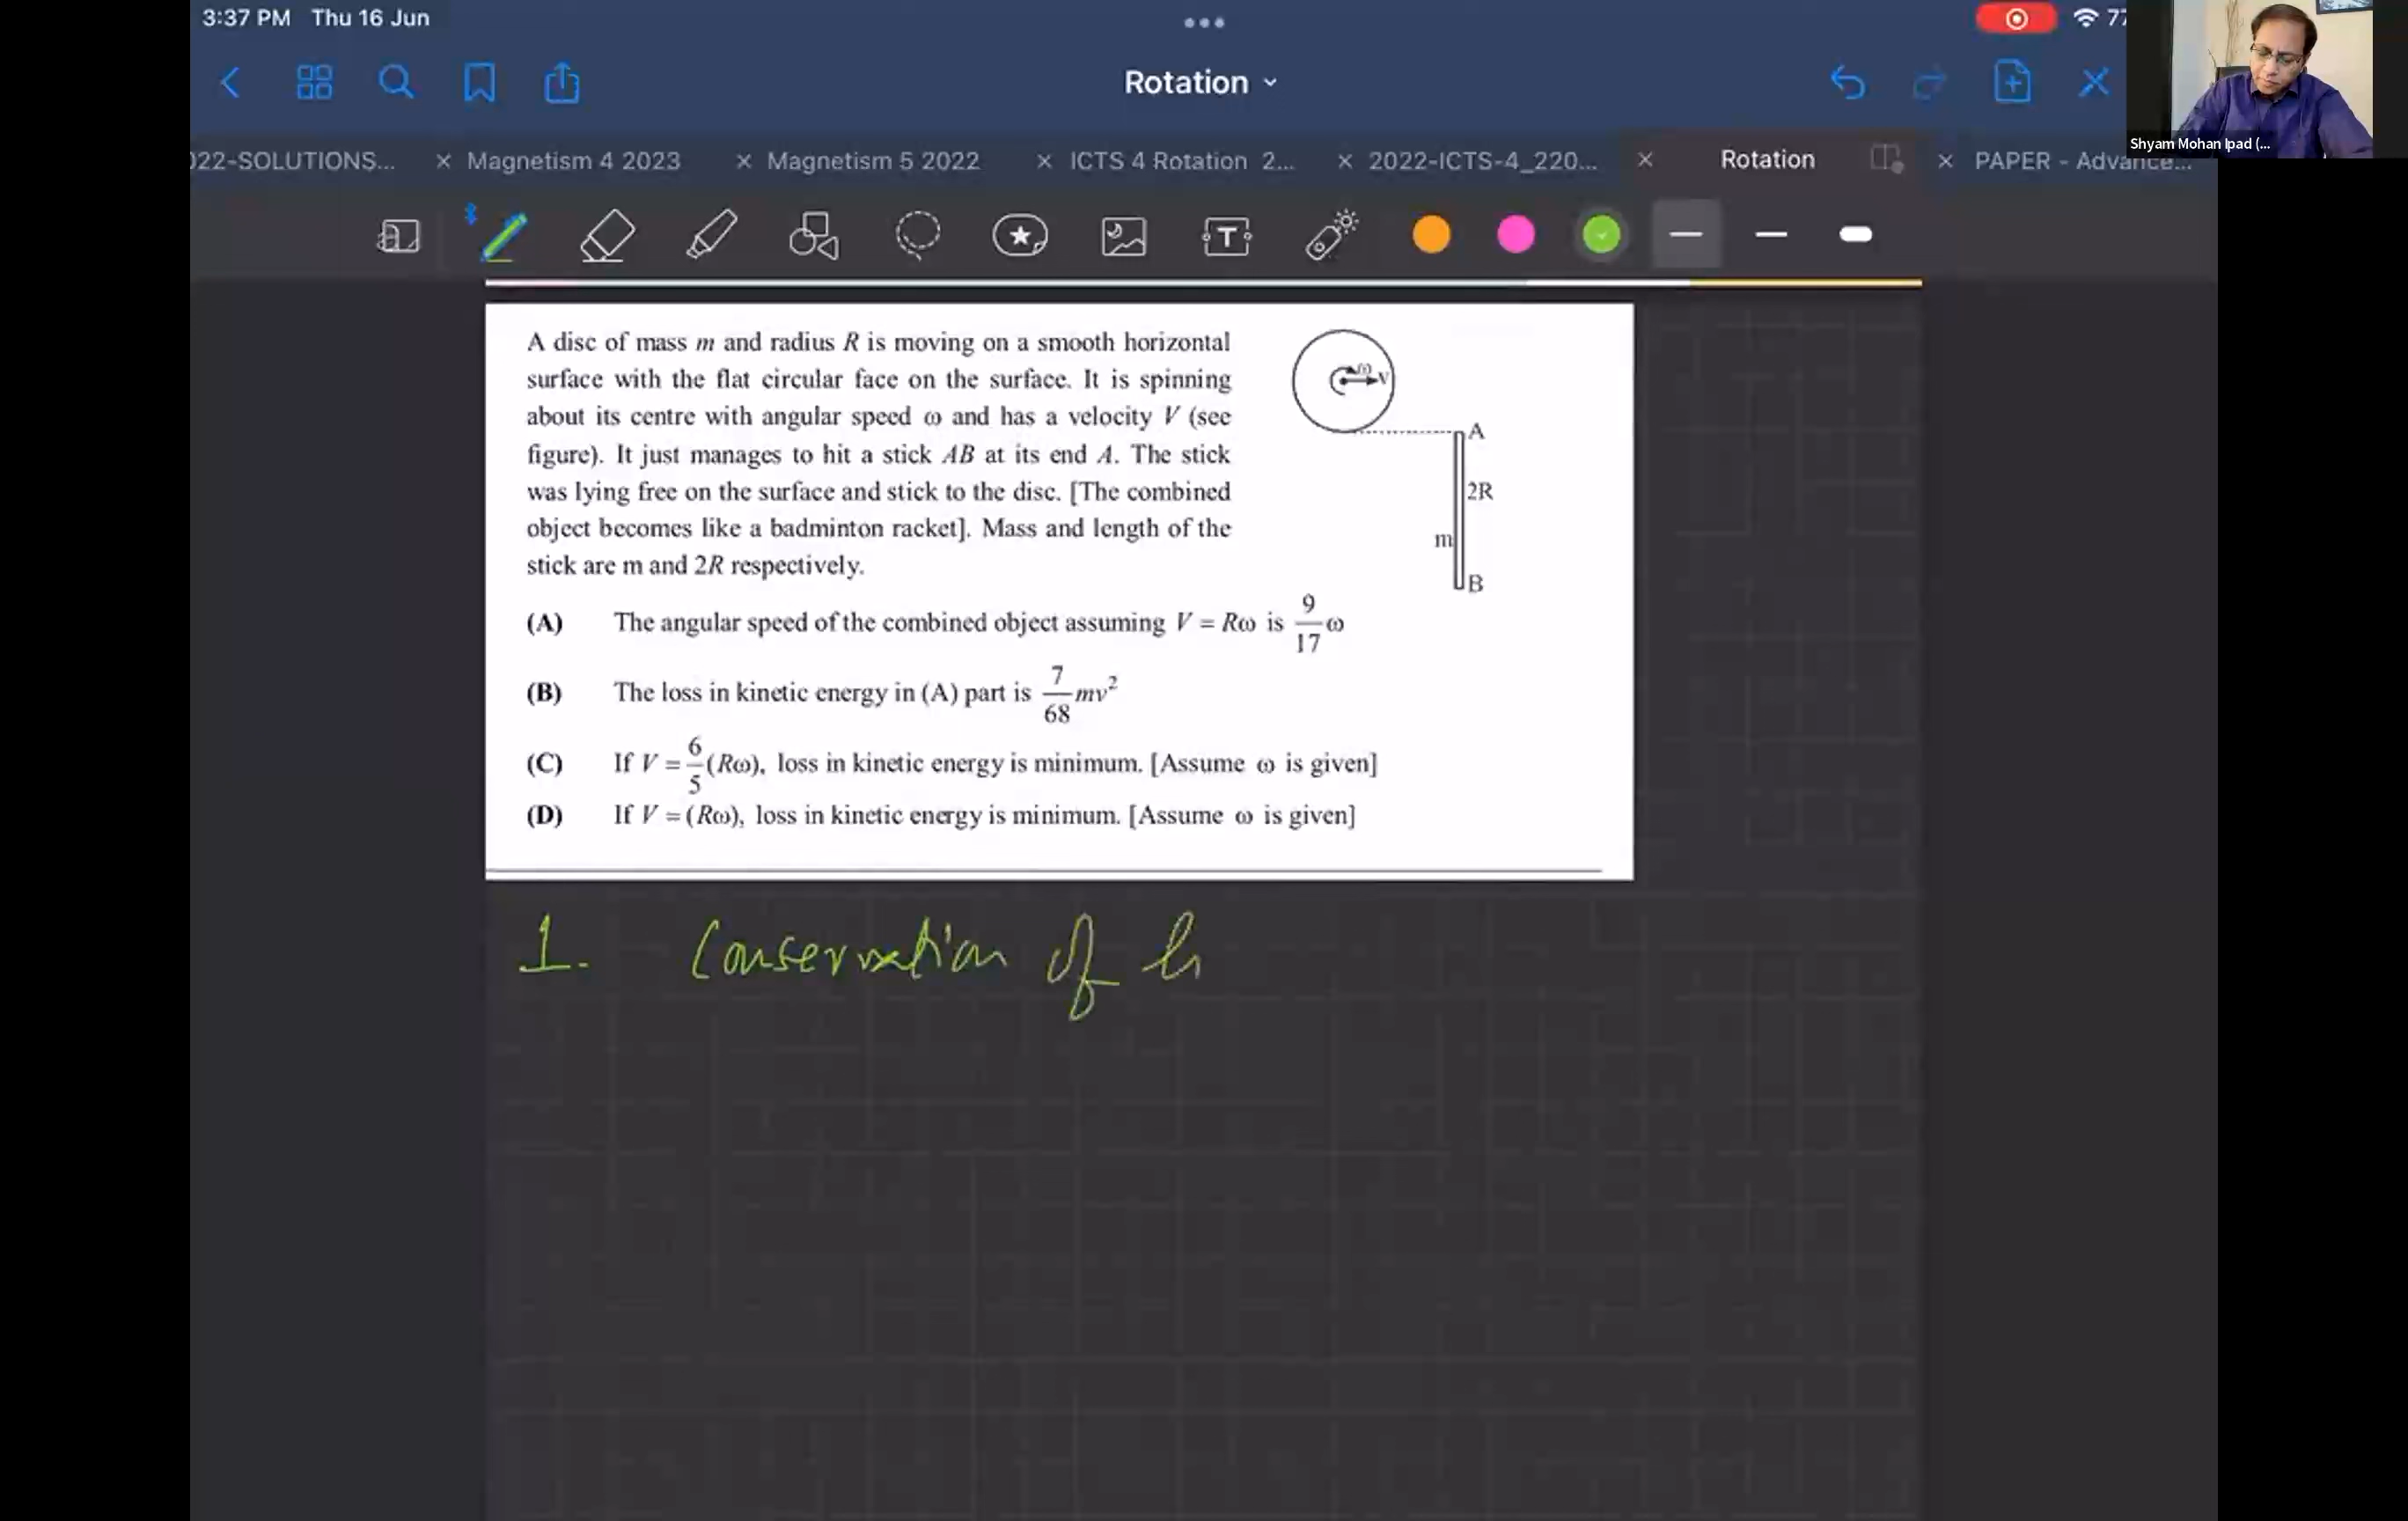 3:37 PM Thu 16 Jun
Rotation
Shyam Mohan Ipad (...
022-SOLUTIONS... × Magnetism 4 2023 × Magnetism 5 2022 × ICTS 4 Rotation 2... × 2022-ICTS-4_220... × Rotation × PAPER - Advance...
A disc of mass m and radius R is moving on a smooth horizontal
surface with the flat circular face on the surface. It is spinning
about its centre with angular speed ω and has a velocity V (see
figure). It just manages to hit a stick AB at its end A. The stick
was lying free on the surface and stick to the disc. [The combined
object becomes like a badminton racket]. Mass and length of the
stick are m and 2R respectively.
ω
V
A
2R
m
B
(A) The angular speed of the combined object assuming V = Rω is 9/17 ω
(B) The loss in kinetic energy in (A) part is 7/68 mv²
(C) If V = 6/5 (Rω), loss in kinetic energy is minimum. [Assume ω is given]
(D) If V = (Rω), loss in kinetic energy is minimum. [Assume ω is given]
1. Conservation of li